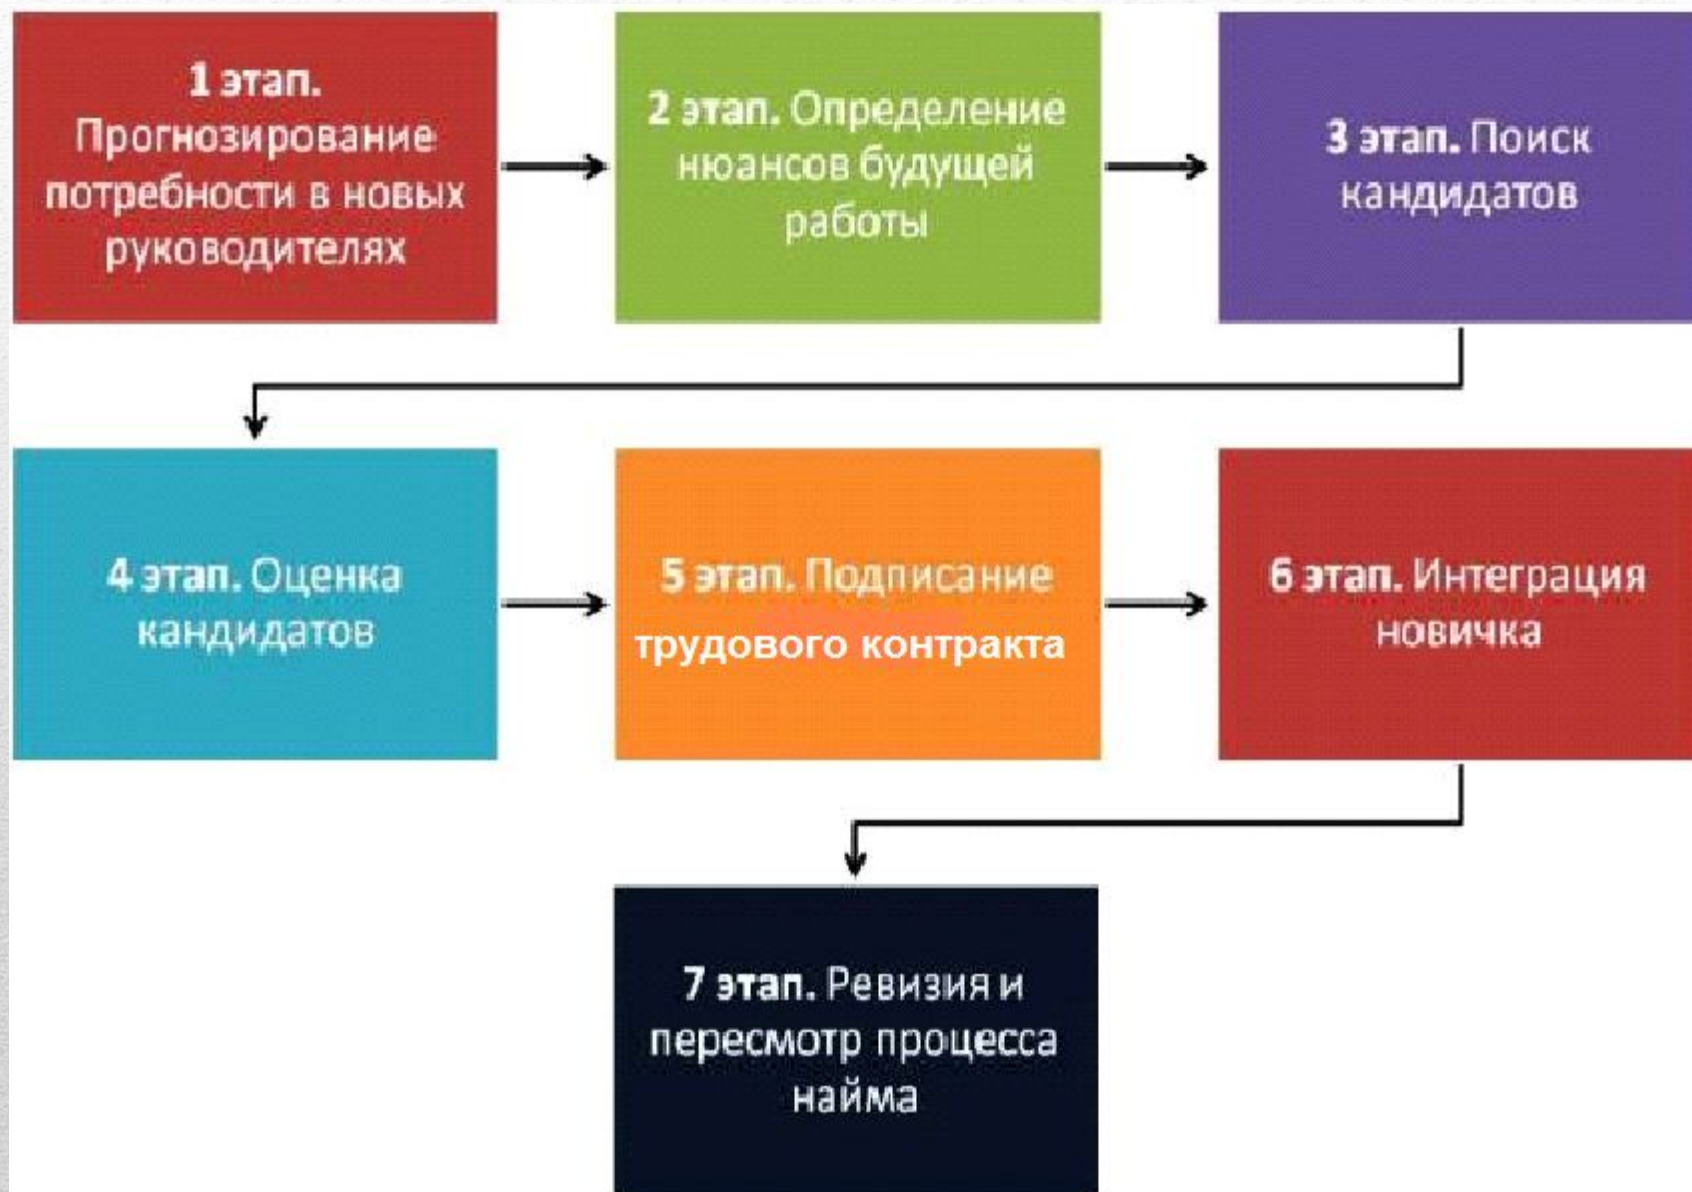 1 этап.
Прогнозирование
потребности в новых
руководителях
2 этап. Определение
нюансов будущей
работы
3 этап. Поиск
кандидатов
4 этап. Оценка
кандидатов
5 этап. Подписание
трудового контракта
6 этап. Интеграция
новичка
7 этап. Ревизия и
пересмотр процесса
найма